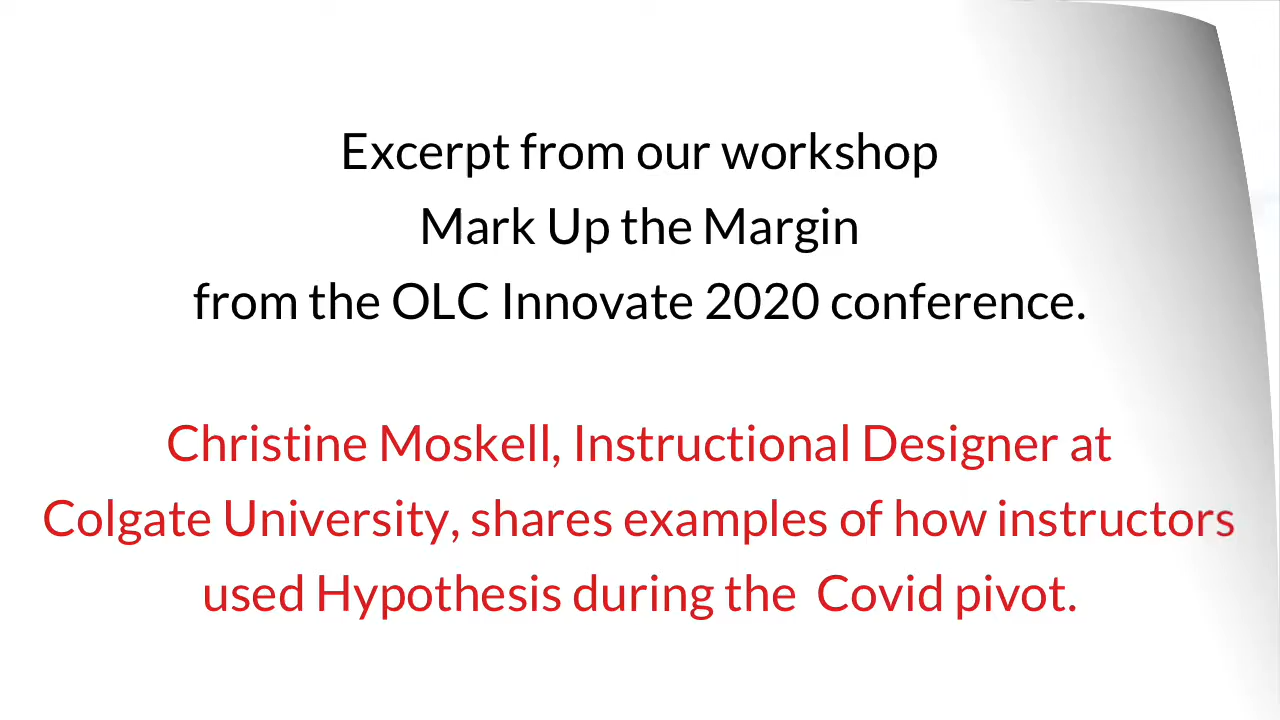 Excerpt from our workshop
Mark Up the Margin
from the OLC Innovate 2020 conference.
Christine Moskell, Instructional Designer at
Colgate University, shares examples of how instructors
used Hypothesis during the  Covid pivot.